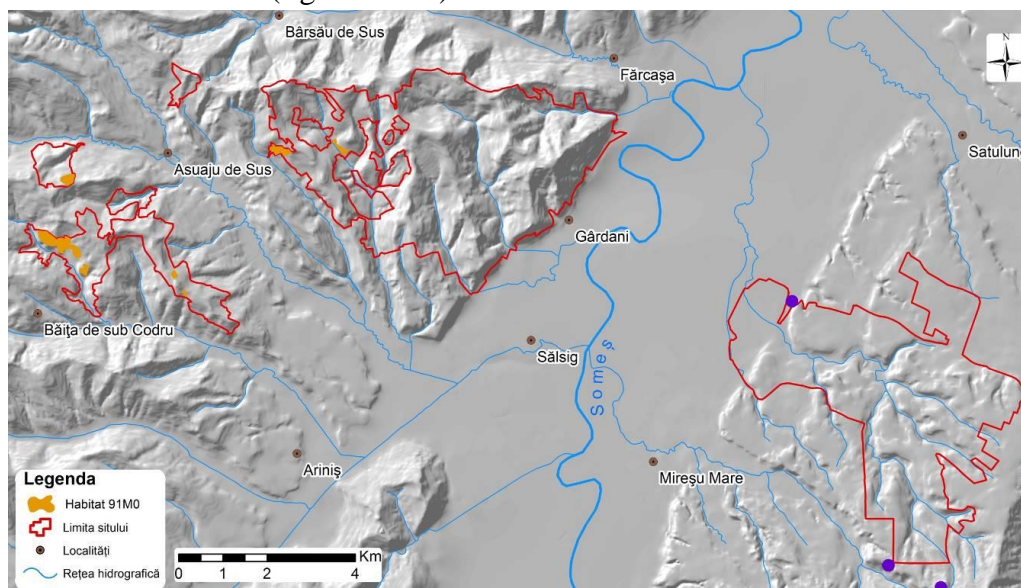 Bârsău de Sus
Fărcaşa
Satulung
Asuaju de Sus
Gârdani
Băiţa de sub Codru
Sălsig
Someş
Ariniş
Mireşu Mare
Legenda
Habitat 91M0
Limita sitului
Localităţi
Reţea hidrografică
Km
0 1 2 4